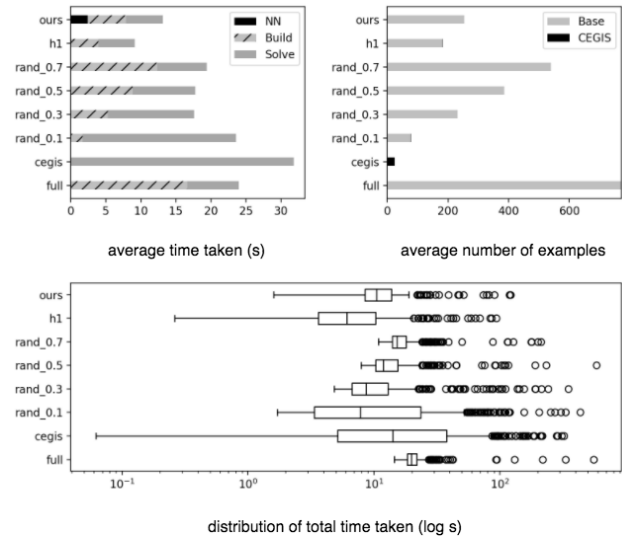 ours
h1
rand_0.7
rand_0.5
rand_0.3
rand_0.1
cegis
full
NN
Build
Solve
0 5 10 15 20 25 30
average time taken (s)
ours
h1
rand_0.7
rand_0.5
rand_0.3
rand_0.1
cegis
full
Base
CEGIS
0 200 400 600
average number of examples
ours
h1
rand_0.7
rand_0.5
rand_0.3
rand_0.1
cegis
full
10⁻¹ 10⁰ 10¹ 10²
distribution of total time taken (log s)